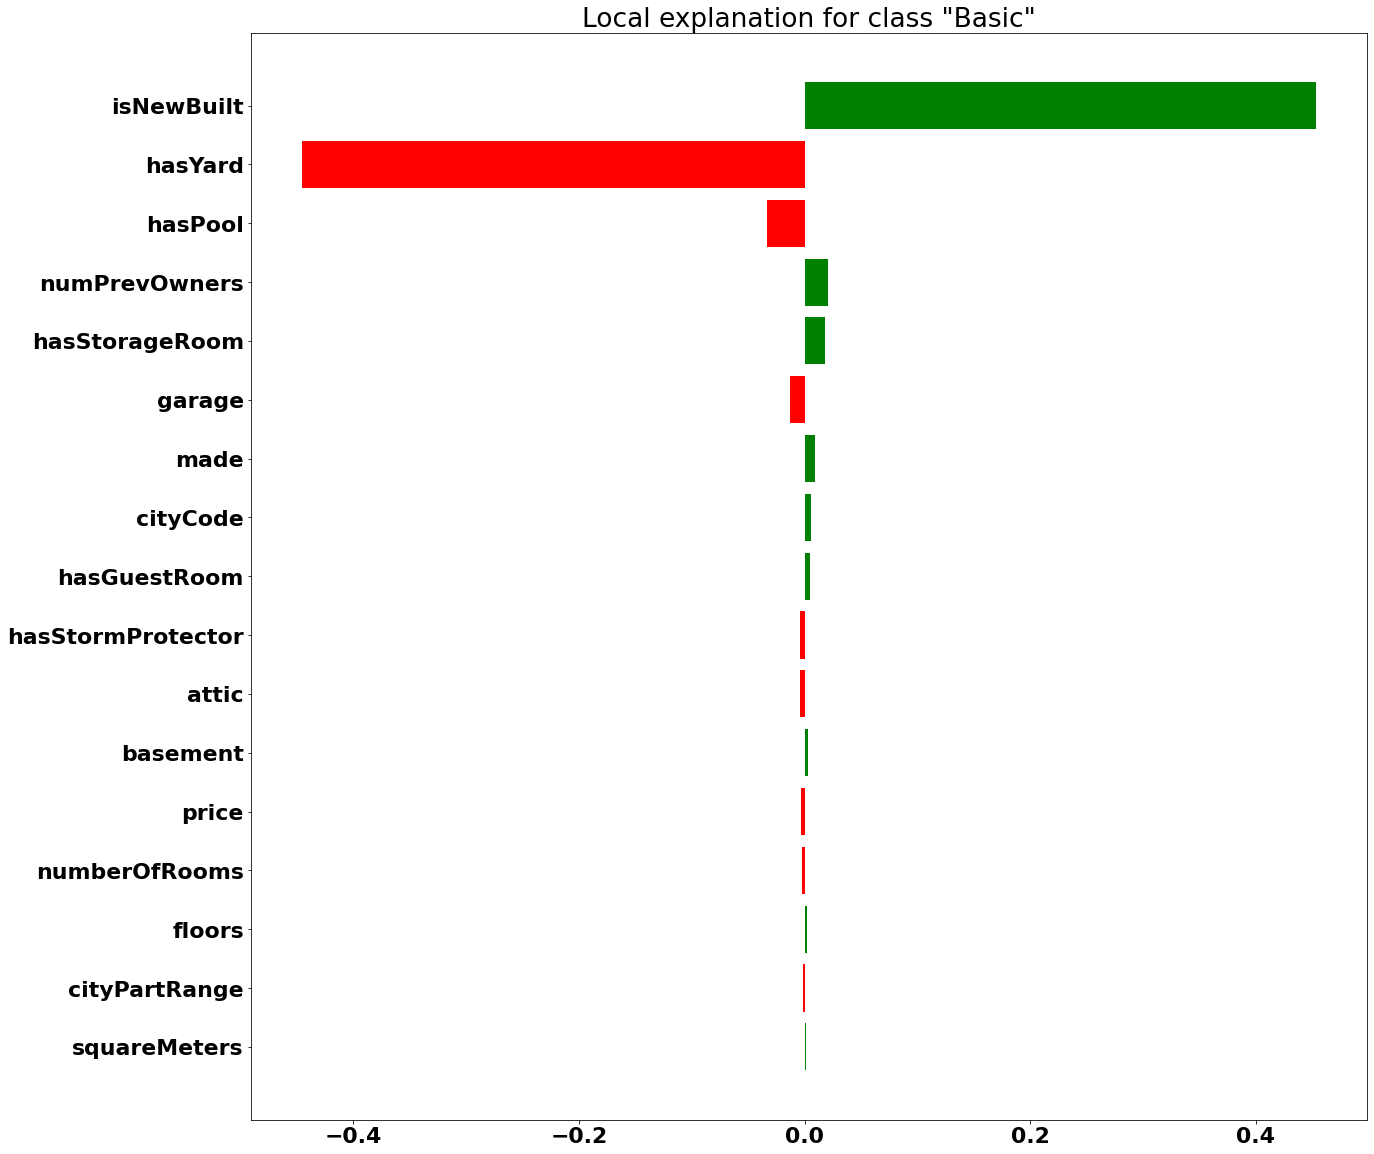 Local explanation for class "Basic"
isNewBuilt
hasYard
hasPool
numPrevOwners
hasStorageRoom
garage
made
cityCode
hasGuestRoom
hasStormProtector
attic
basement
price
numberOfRooms
floors
cityPartRange
squareMeters
−0.4 −0.2 0.0 0.2 0.4